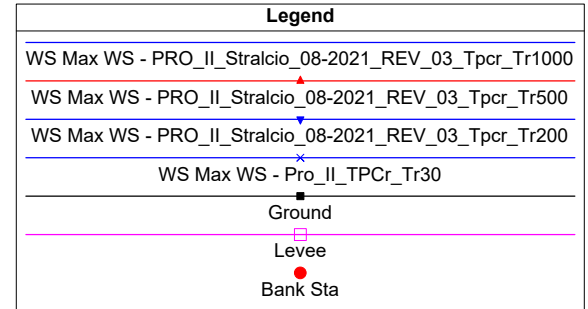 Legend
WS Max WS - PRO_II_Stralcio_08-2021_REV_03_Tpcr_Tr1000
WS Max WS - PRO_II_Stralcio_08-2021_REV_03_Tpcr_Tr500
WS Max WS - PRO_II_Stralcio_08-2021_REV_03_Tpcr_Tr200
WS Max WS - Pro_II_TPCr_Tr30
Ground
Levee
Bank Sta